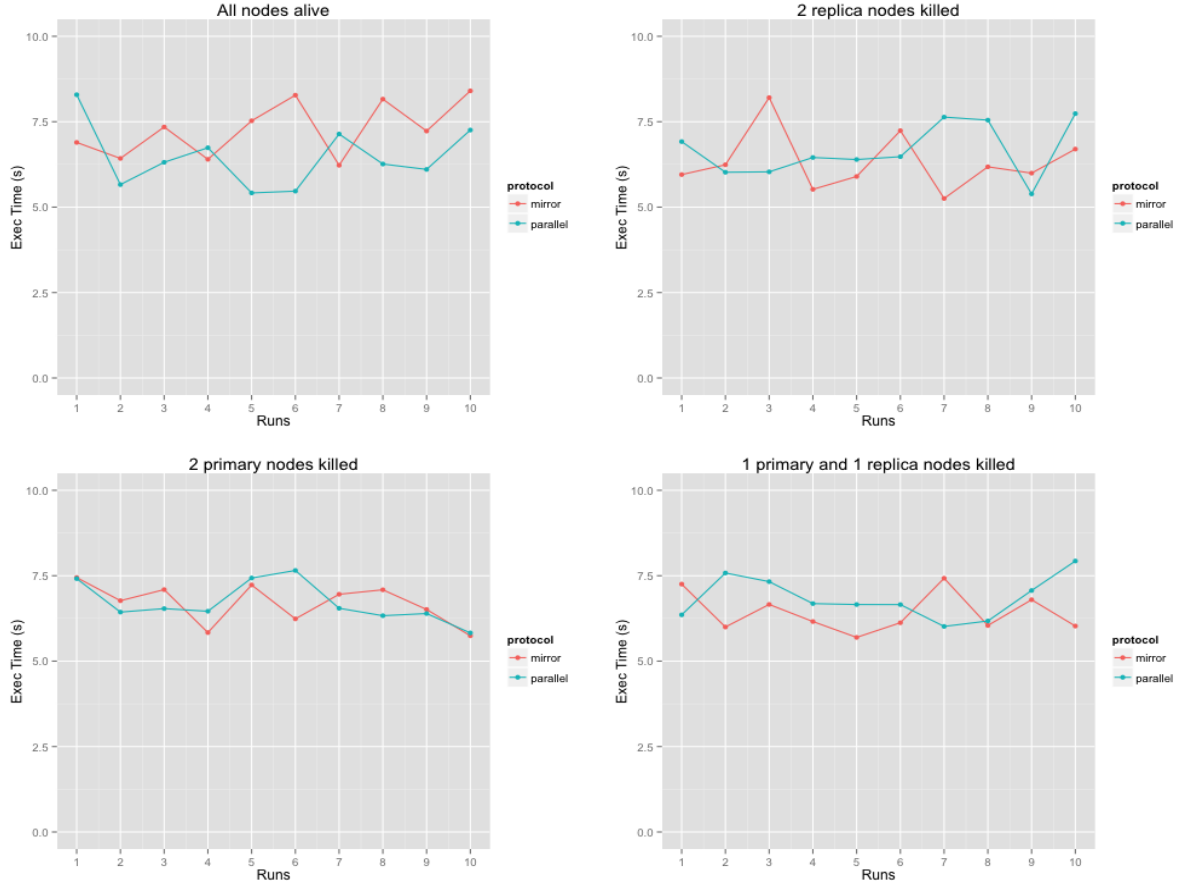 All nodes alive
10.0
7.5
5.0
2.5
0.0
Exec Time (s)
1 2 3 4 5 6 7 8 9 10
Runs
protocol
mirror
parallel
2 replica nodes killed
10.0
7.5
5.0
2.5
0.0
Exec Time (s)
1 2 3 4 5 6 7 8 9 10
Runs
protocol
mirror
parallel
2 primary nodes killed
10.0
7.5
5.0
2.5
0.0
Exec Time (s)
1 2 3 4 5 6 7 8 9 10
Runs
protocol
mirror
parallel
1 primary and 1 replica nodes killed
10.0
7.5
5.0
2.5
0.0
Exec Time (s)
1 2 3 4 5 6 7 8 9 10
Runs
protocol
mirror
parallel